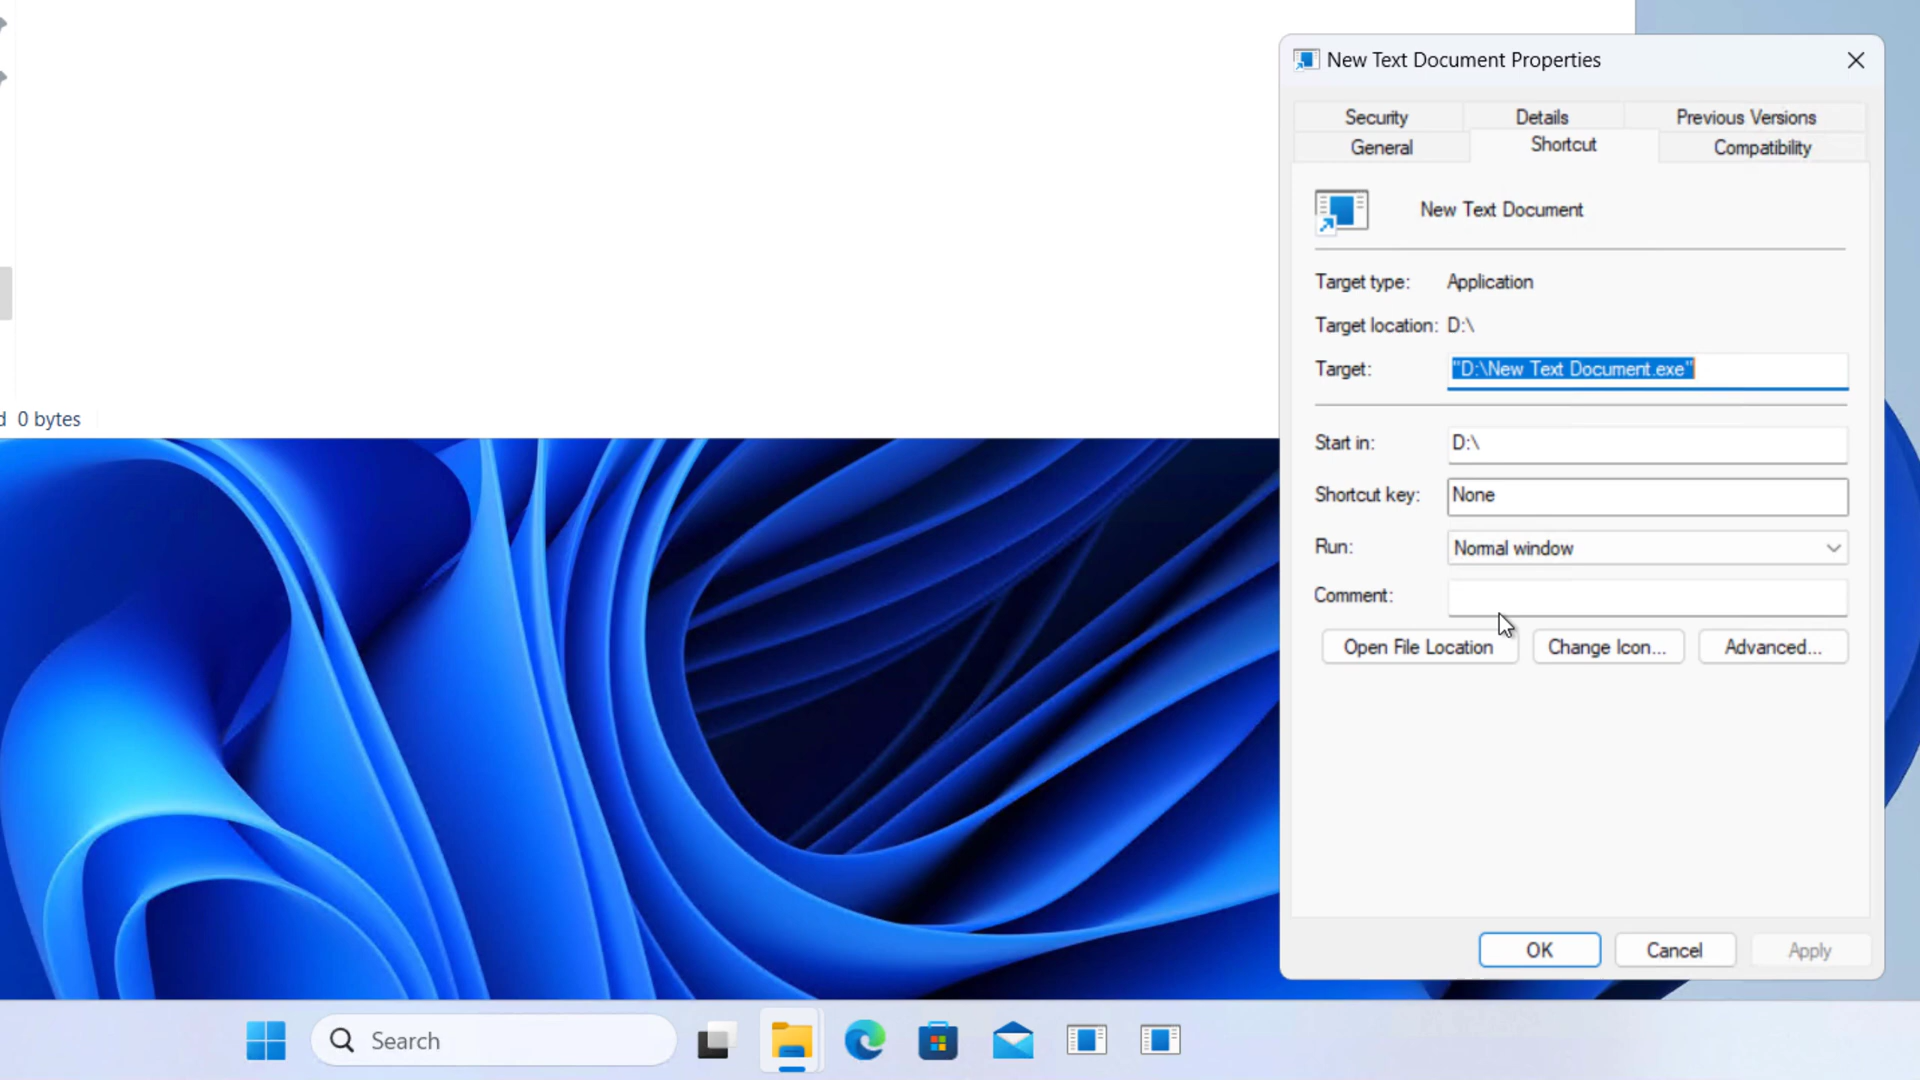 New Text Document Properties
Security Details Previous Versions
General Shortcut Compatibility
New Text Document
Target type: Application
Target location: D:\
Target: "D:\New Text Document.exe"
d 0 bytes
Start in: D:\
Shortcut key: None
Run: Normal window
Comment:
Open File Location Change Icon... Advanced...
OK Cancel Apply
Search